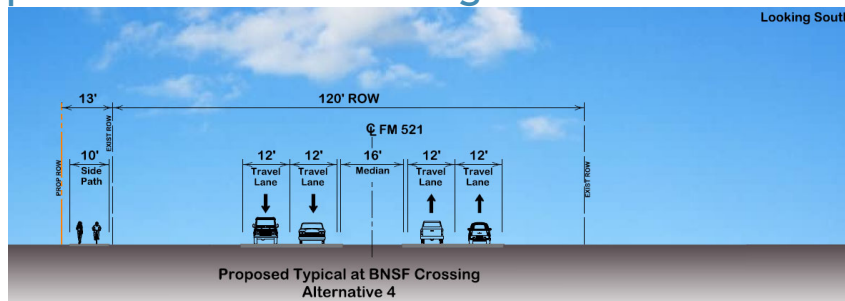 Looking South
13'
120' ROW
EXIST ROW
℄ FM 521
10'
12'
12'
16'
12'
12'
PROP ROW
Side
Path
Travel
Lane
Travel
Lane
Median
Travel
Lane
Travel
Lane
EXIST ROW
Proposed Typical at BNSF Crossing
Alternative 4